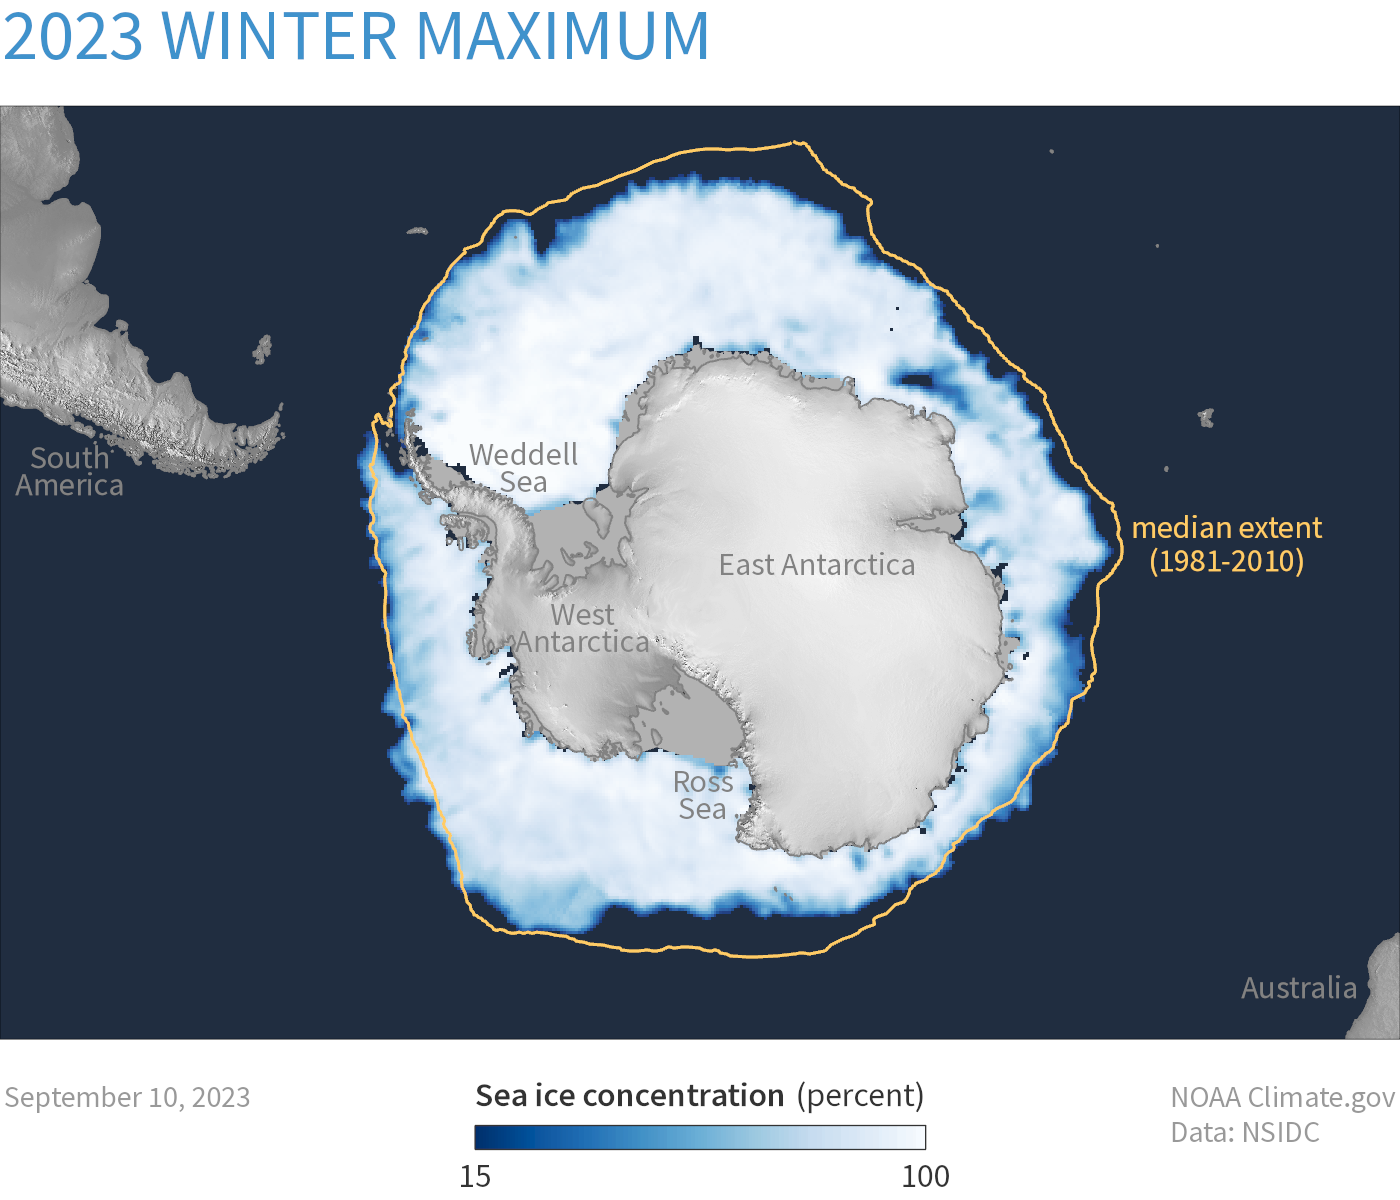 2023 WINTER MAXIMUM
South
America
Weddell
Sea
median extent
(1981-2010)
East Antarctica
West
Antarctica
Ross
Sea
Australia
September 10, 2023
Sea ice concentration (percent)
15
100
NOAA Climate.gov
Data: NSIDC